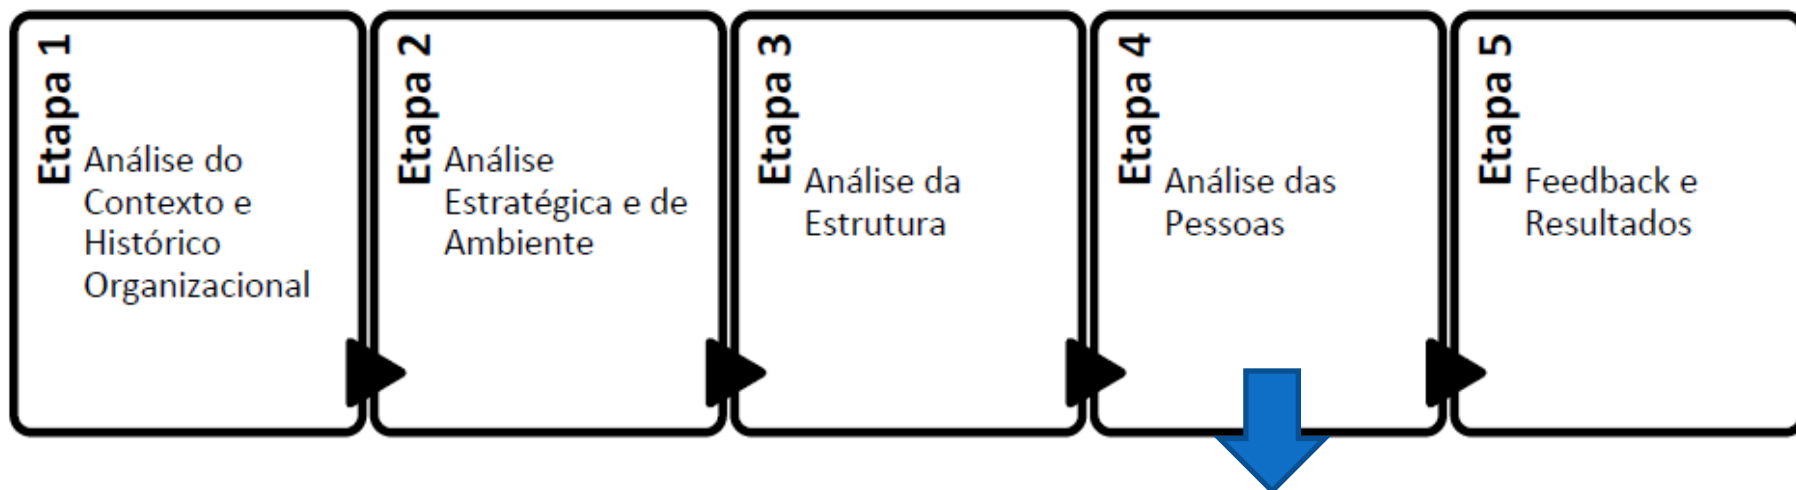 Etapa 1
Análise do
Contexto e
Histórico
Organizacional
Etapa 2
Análise
Estratégica e de
Ambiente
Etapa 3
Análise da
Estrutura
Etapa 4
Análise das
Pessoas
Etapa 5
Feedback e
Resultados